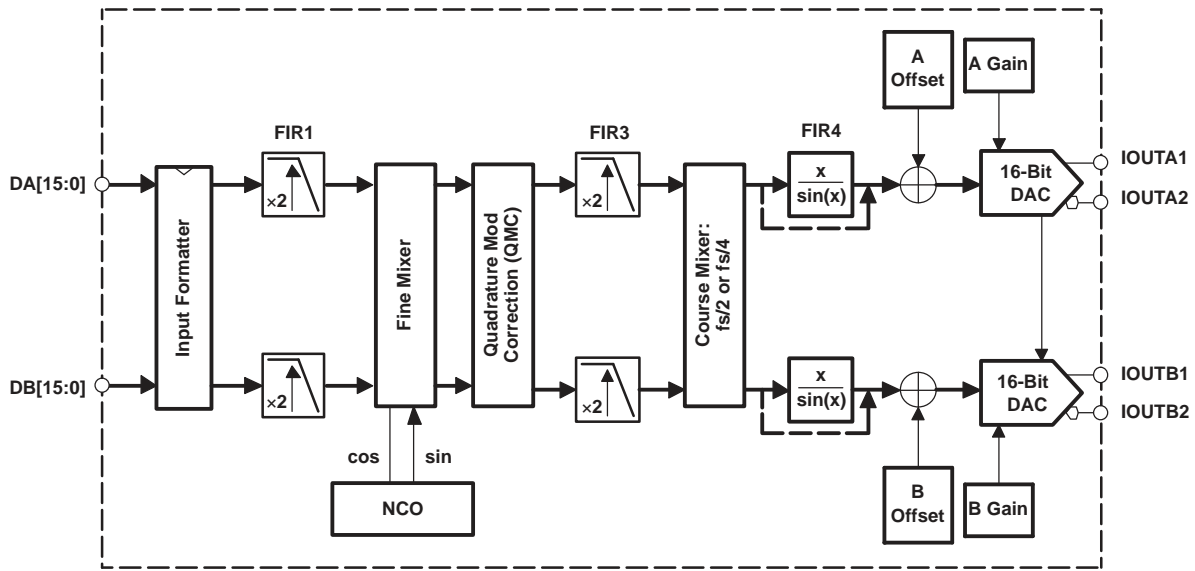 A
Offset
A Gain
FIR1
FIR3
FIR4
DA[15:0]
Input Formatter
×2
Fine Mixer
Quadrature Mod
Correction (QMC)
×2
Course Mixer:
fs/2 or fs/4
x
sin(x)
16-Bit
DAC
IOUTA1
IOUTA2
DB[15:0]
×2
×2
x
sin(x)
16-Bit
DAC
IOUTB1
IOUTB2
cos
sin
NCO
B
Offset
B Gain